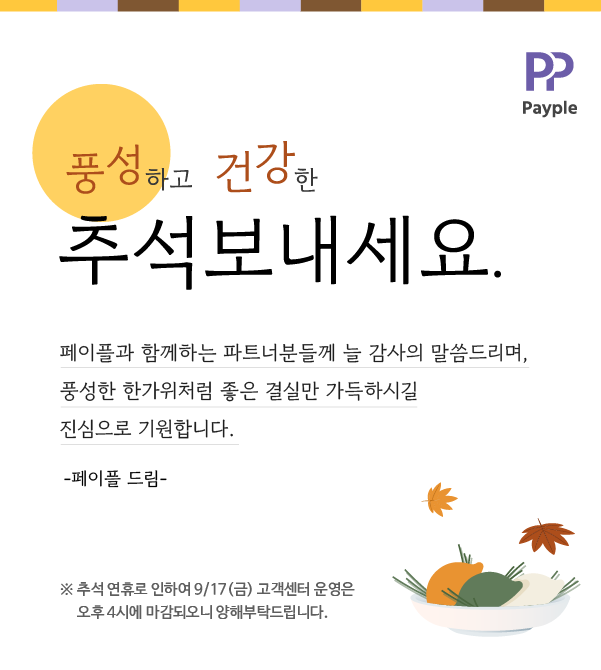 PP
Payple
풍성하고 건강한
추석보내세요.
페이플과 함께하는 파트너분들께 늘 감사의 말씀드리며,
풍성한 한가위처럼 좋은 결실만 가득하시길
진심으로 기원합니다.
-페이플 드림-
※ 추석 연휴로 인하여 9/17(금) 고객센터 운영은
오후 4시에 마감되오니 양해부탁드립니다.